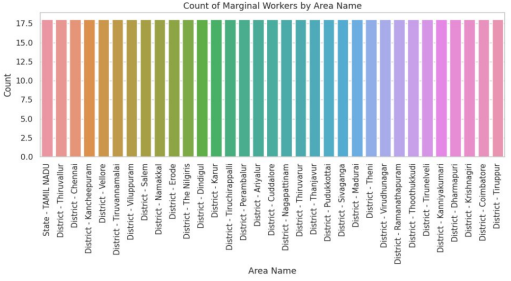 Count of Marginal Workers by Area Name
Count
17.5
15.0
12.5
10.0
7.5
5.0
2.5
0.0
State - TAMIL NADU
District - Thiruvallur
District - Chennai
District - Kancheepuram
District - Vellore
District - Tiruvannamalai
District - Viluppuram
District - Salem
District - Namakkal
District - Erode
District - The Nilgiris
District - Dindigul
District - Karur
District - Tiruchirappalli
District - Perambalur
District - Ariyalur
District - Cuddalore
District - Nagapattinam
District - Thiruvarur
District - Thanjavur
District - Pudukkottai
District - Sivaganga
District - Madurai
District - Theni
District - Virudhunagar
District - Ramanathapuram
District - Thoothukkudi
District - Tirunelveli
District - Kanniyakumari
District - Dharmapuri
District - Krishnagiri
District - Coimbatore
District - Tiruppur
Area Name